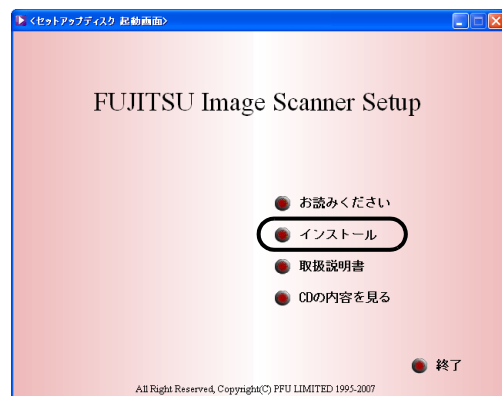 <セットアップディスク 起動画面>
FUJITSU Image Scanner Setup
お読みください
インストール
取扱説明書
CDの内容を見る
終了
All Right Reserved, Copyright(C) PFU LIMITED 1995-2007